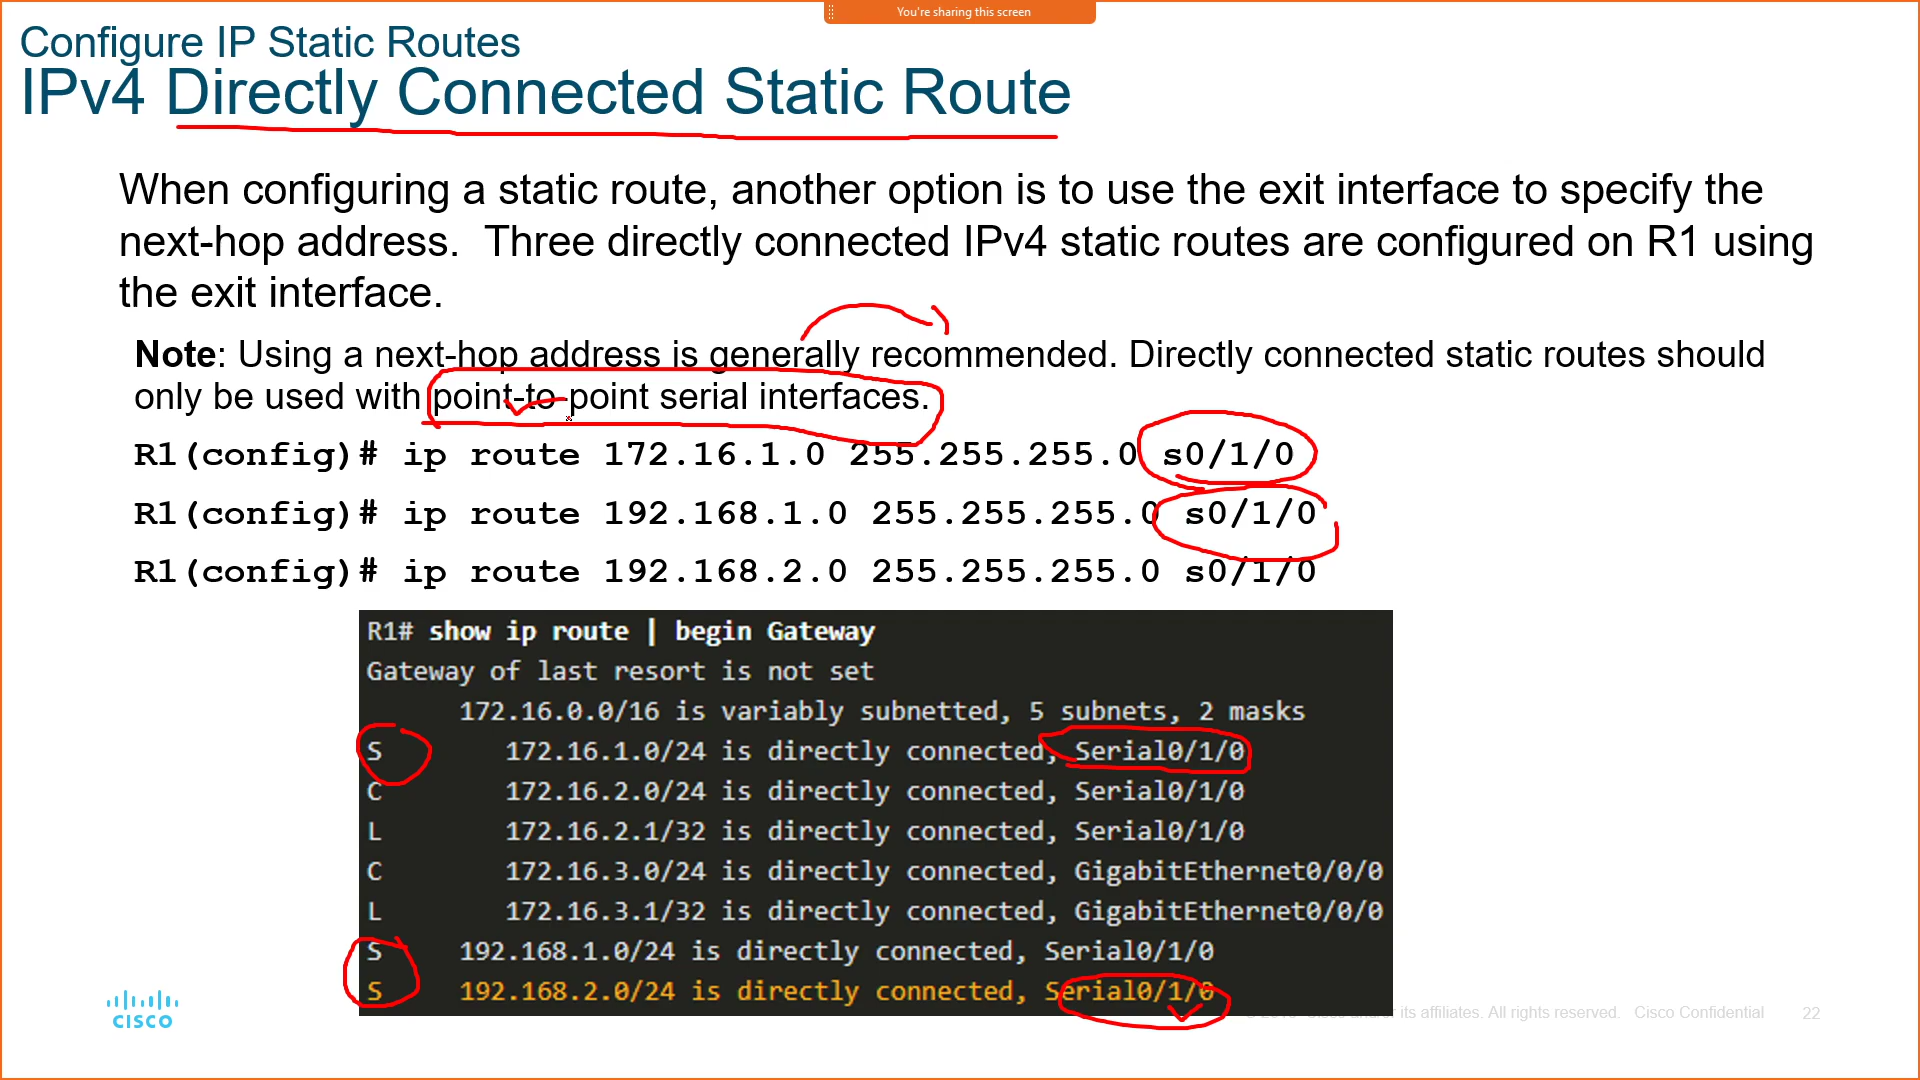 You're sharing this screen
Configure IP Static Routes
IPv4 Directly Connected Static Route
When configuring a static route, another option is to use the exit interface to specify the
next-hop address.  Three directly connected IPv4 static routes are configured on R1 using
the exit interface.
Note: Using a next-hop address is generally recommended. Directly connected static routes should
only be used with point-to-point serial interfaces.
R1(config)# ip route 172.16.1.0 255.255.255.0 s0/1/0
R1(config)# ip route 192.168.1.0 255.255.255.0 s0/1/0
R1(config)# ip route 192.168.2.0 255.255.255.0 s0/1/0
R1# show ip route | begin Gateway
Gateway of last resort is not set
172.16.0.0/16 is variably subnetted, 5 subnets, 2 masks
S 172.16.1.0/24 is directly connected, Serial0/1/0
C 172.16.2.0/24 is directly connected, Serial0/1/0
L 172.16.2.1/32 is directly connected, Serial0/1/0
C 172.16.3.0/24 is directly connected, GigabitEthernet0/0/0
L 172.16.3.1/32 is directly connected, GigabitEthernet0/0/0
S 192.168.1.0/24 is directly connected, Serial0/1/0
S 192.168.2.0/24 is directly connected, Serial0/1/0
CISCO
its affiliates. All rights reserved. Cisco Confidential 22